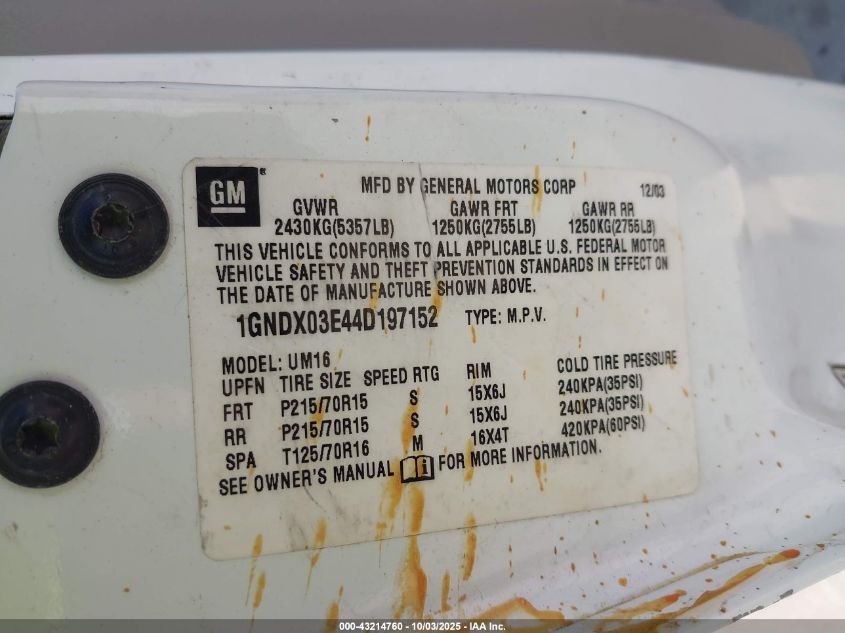 GM ®
MFD BY GENERAL MOTORS CORP 12/03
GVWR GAWR FRT GAWR RR
2430KG(5357LB) 1250KG(2755LB) 1250KG(2755LB)
THIS VEHICLE CONFORMS TO ALL APPLICABLE U.S. FEDERAL MOTOR
VEHICLE SAFETY AND THEFT PREVENTION STANDARDS IN EFFECT ON
THE DATE OF MANUFACTURE SHOWN ABOVE.
1GNDX03E44D197152 TYPE: M.P.V.
MODEL: UM16
UPFN TIRE SIZE SPEED RTG RIM COLD TIRE PRESSURE
FRT P215/70R15 S 15X6J 240KPA(35PSI)
RR P215/70R15 S 15X6J 240KPA(35PSI)
SPA T125/70R16 M 16X4T 420KPA(60PSI)
SEE OWNER'S MANUAL i FOR MORE INFORMATION.
000-43214760 - 10/03/2025 - IAA Inc.